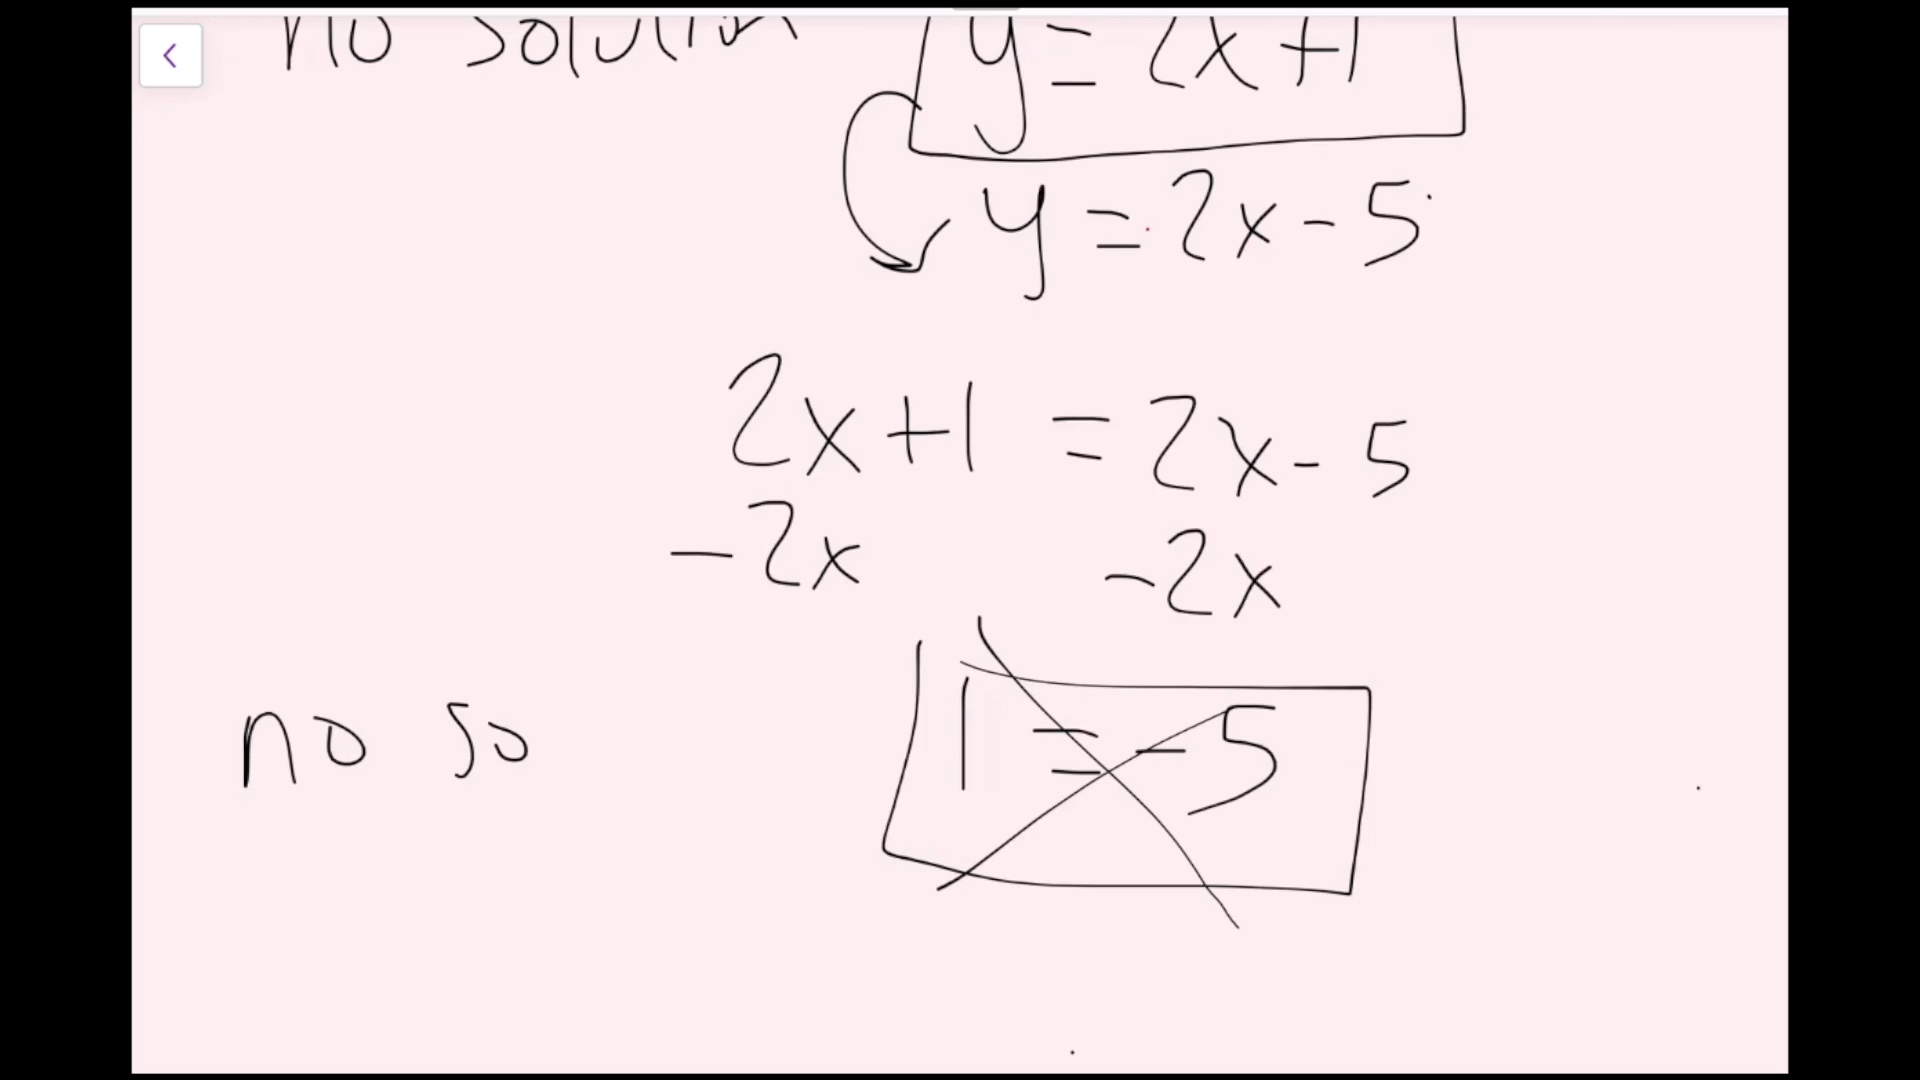 no solution y = 2x + 1
y = 2x - 5
2x + 1 = 2x - 5
-2x -2x
no so 1 = -5